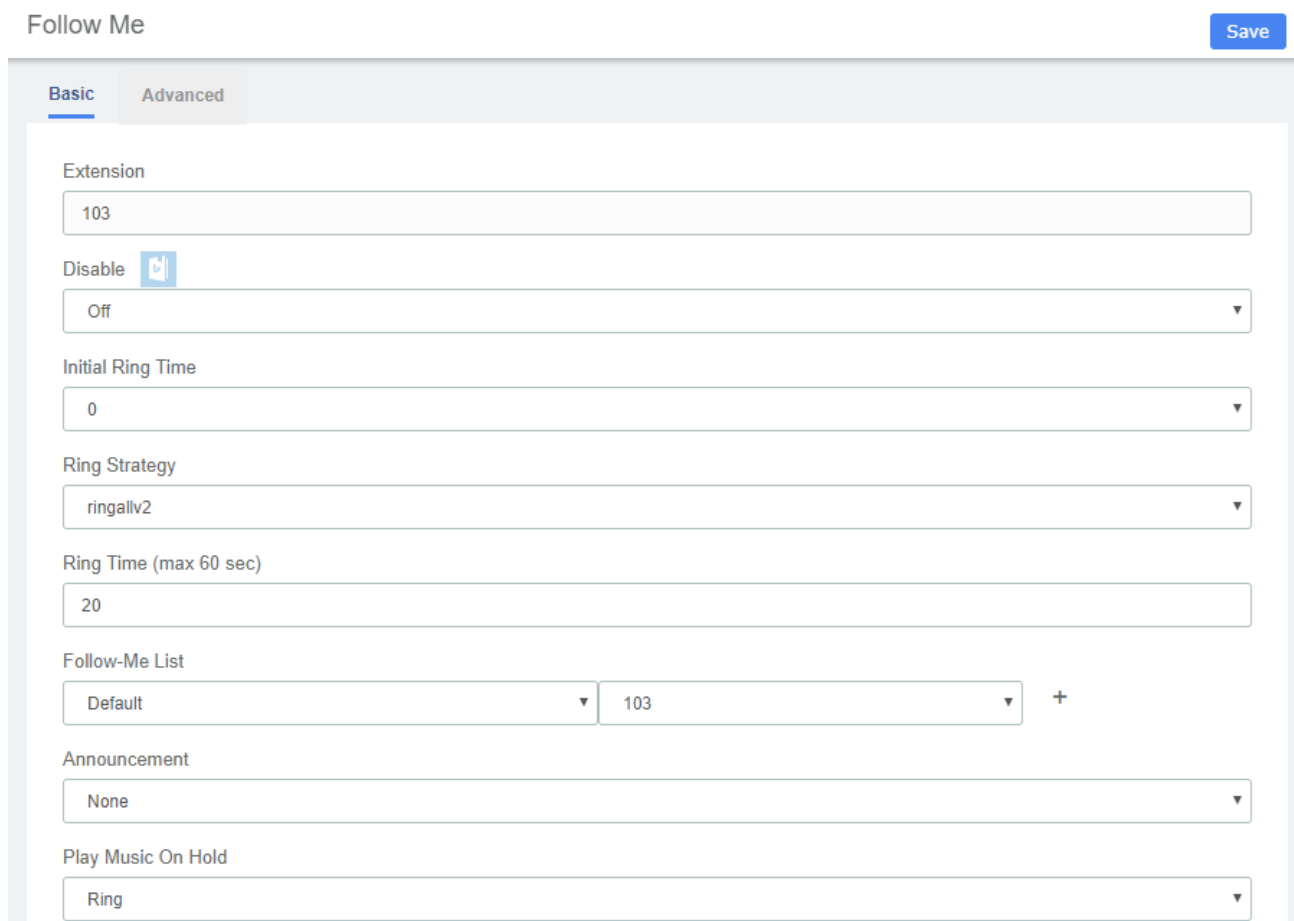 Follow Me
Save
Basic Advanced
Extension
103
Disable
Off
Initial Ring Time
0
Ring Strategy
ringallv2
Ring Time (max 60 sec)
20
Follow-Me List
Default 103 +
Announcement
None
Play Music On Hold
Ring